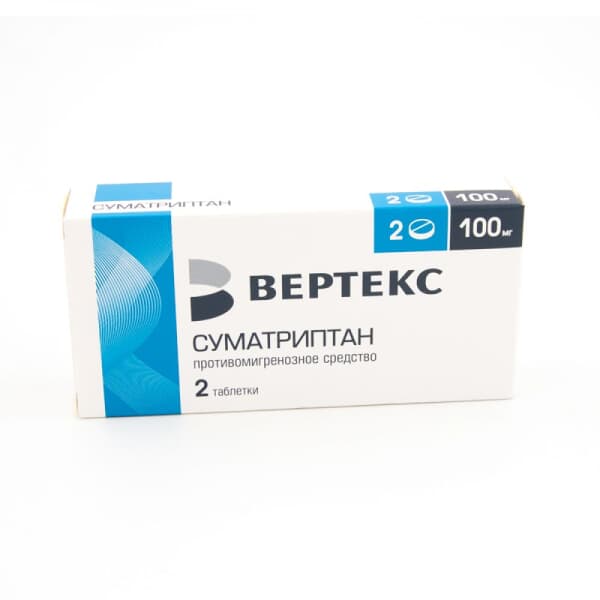 СУМАТРИПТАН
2 100 мг
2 100 мг
ВЕРТЕКС
СУМАТРИПТАН
противомигренозное средство
2 таблетки